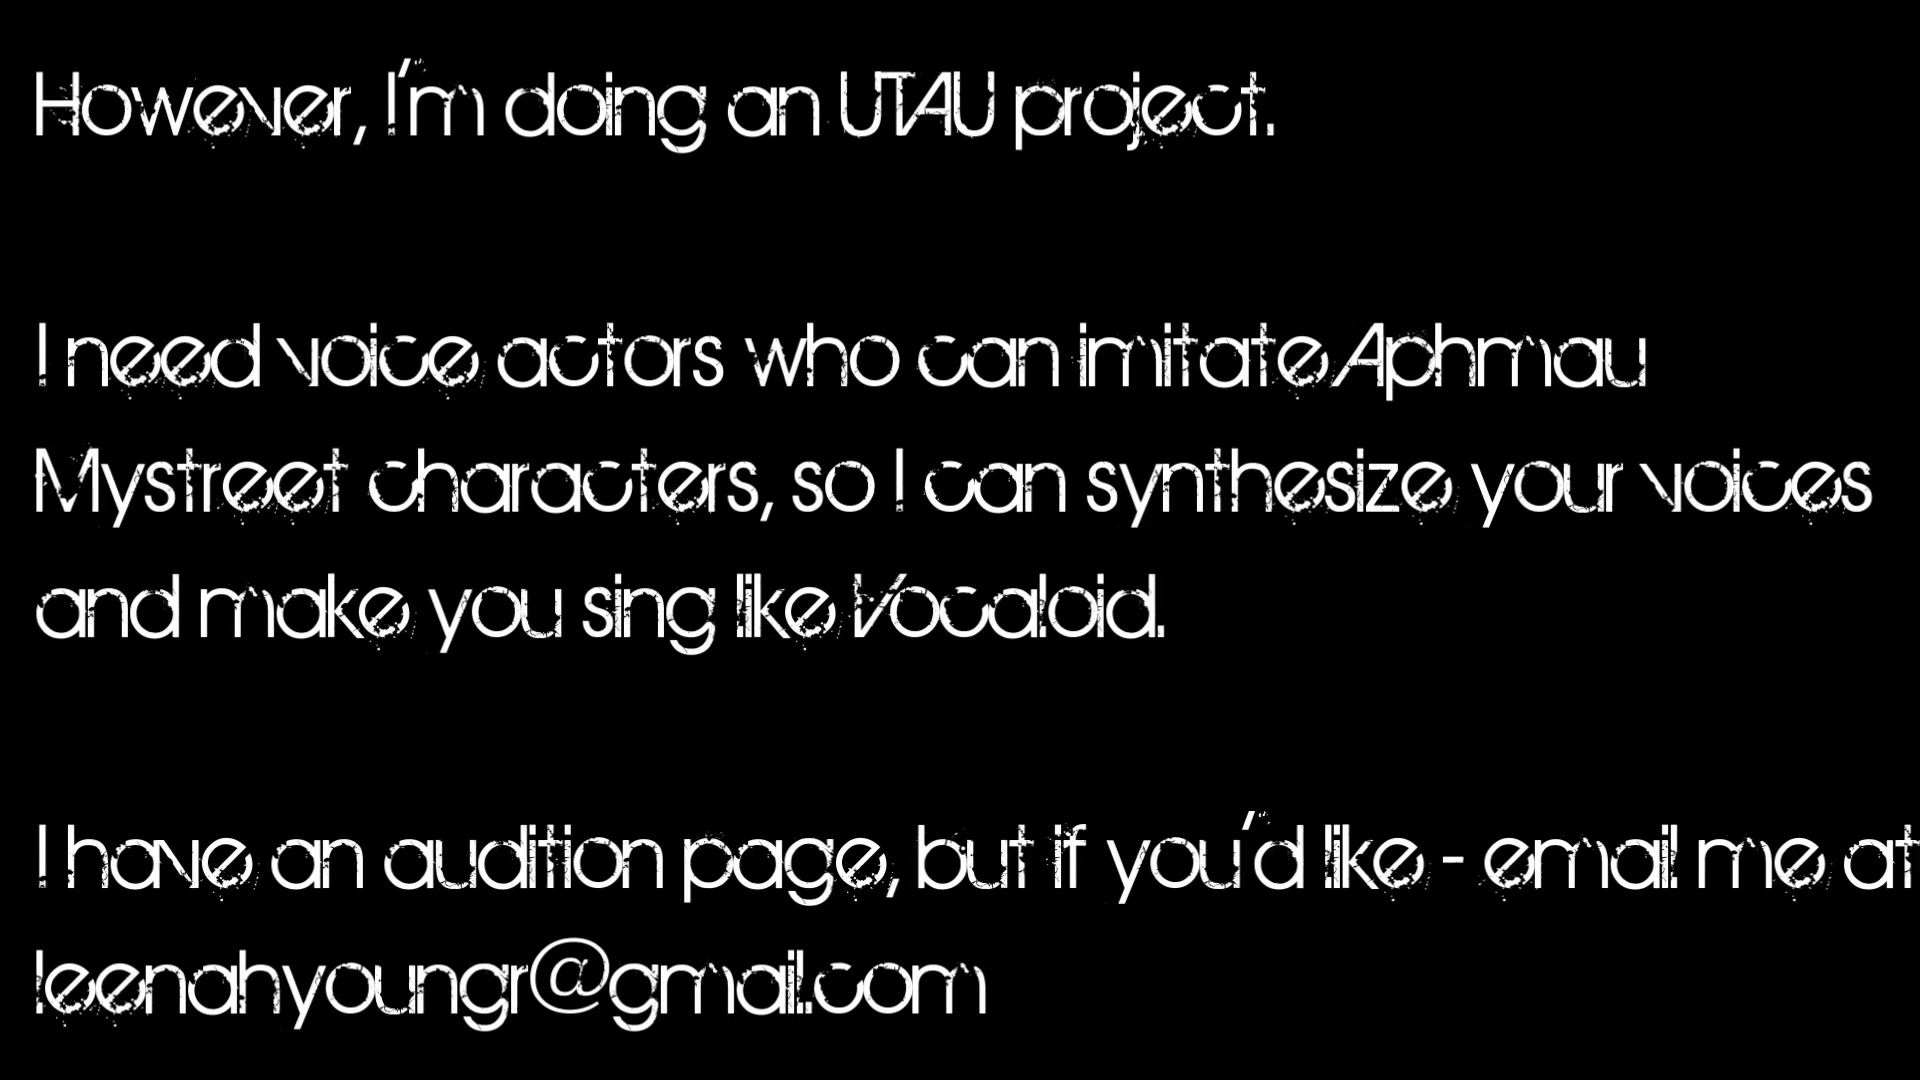 However, I'm doing an UTAU project.
I need voice actors who can imitate Aphmau
Mystreet characters, so I can synthesize your voices
and make you sing like Vocaloid.
I have an audition page, but if you'd like - email me at
leenahyoungr@gmail.com